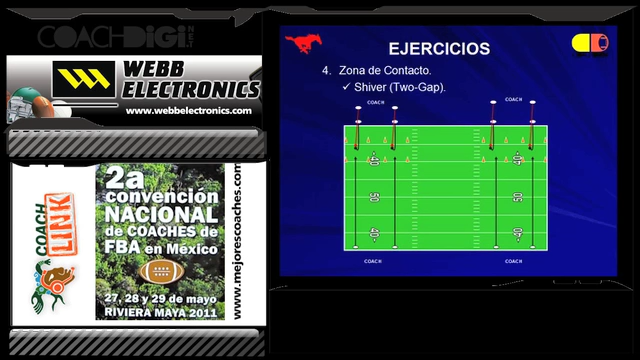 COACHDiGi.NET
WEBB
ELECTRONICS
www.webbelectronics.com
COACH
LINK
2a
convención
NACIONAL
de COACHES de
FBA en Mexico
27, 28 y 29 de mayo
RIVIERA MAYA 2011
www.mejorescoaches.com
EJERCICIOS
4. Zona de Contacto.
✓ Shiver (Two-Gap).
COACH
COACH
40
40
50
50
40
40
COACH
COACH